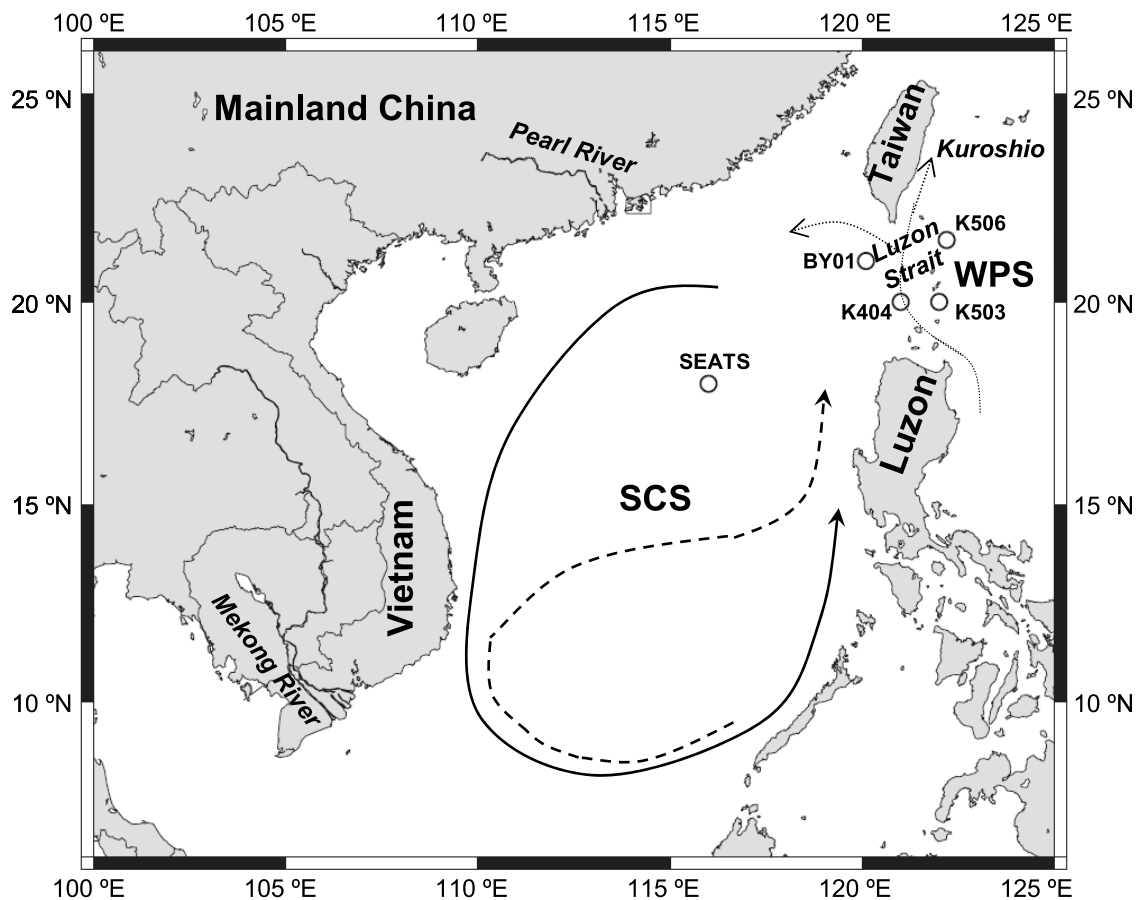 100 ºE 105 ºE 110 ºE 115 ºE 120 ºE 125 ºE
25 ºN
25 ºN
Mainland China
Pearl River
Taiwan
Kuroshio
K506
Luzon
Strait
BY01
WPS
20 ºN
20 ºN
K404
K503
SEATS
Luzon
SCS
15 ºN
15 ºN
Vietnam
Mekong River
10 ºN
10 ºN
100 ºE 105 ºE 110 ºE 115 ºE 120 ºE 125 ºE